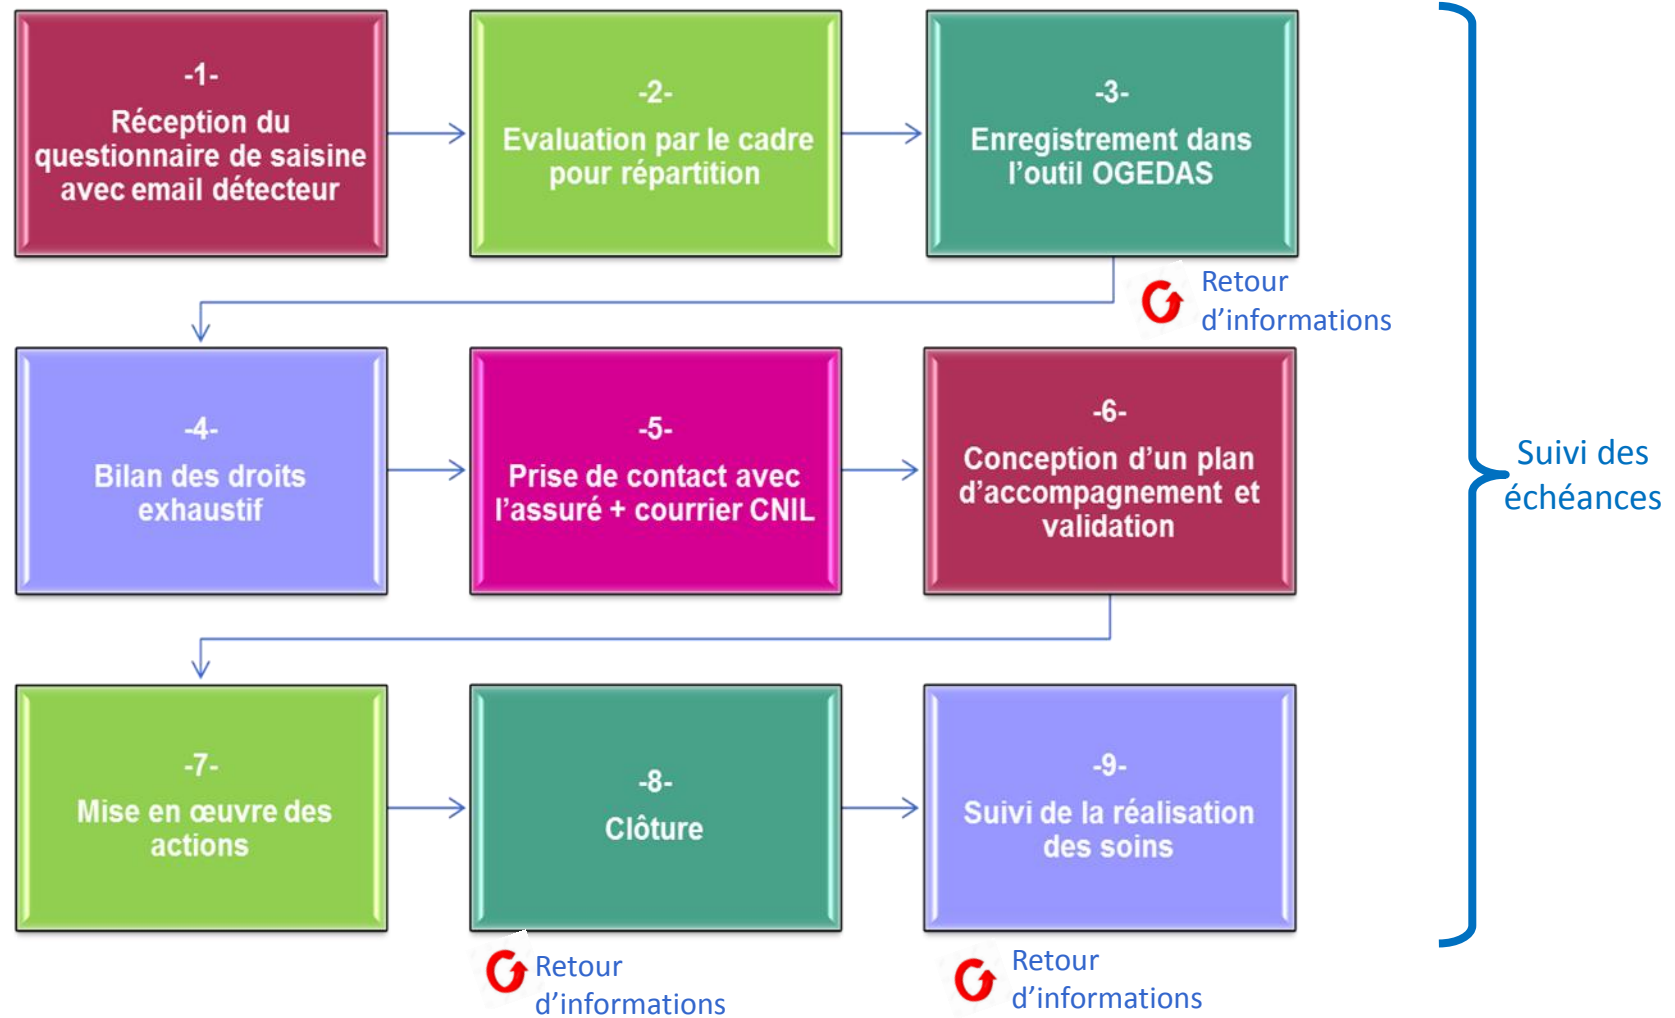 -1-
Réception du
questionnaire de saisine
avec email détecteur
-2-
Evaluation par le cadre
pour répartition
-3-
Enregistrement dans
l'outil OGEDAS
Retour
d'informations
-4-
Bilan des droits
exhaustif
-5-
Prise de contact avec
l'assuré + courrier CNIL
-6-
Conception d'un plan
d'accompagnement et
validation
-7-
Mise en œuvre des
actions
-8-
Clôture
Retour
d'informations
-9-
Suivi de la réalisation
des soins
Retour
d'informations
Suivi des
échéances